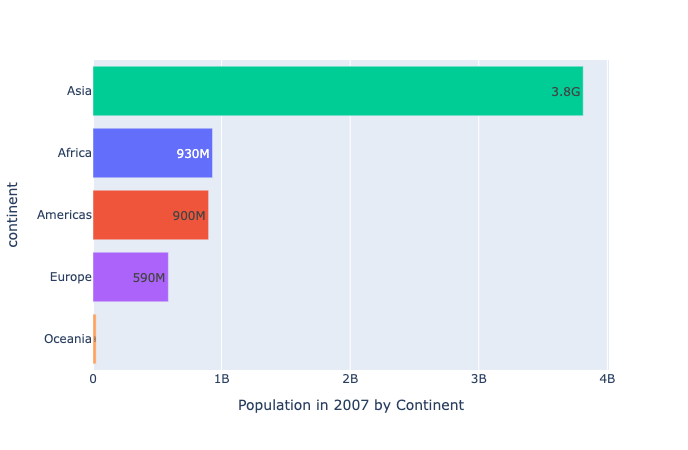 Asia
3.8G
Africa
930M
Americas
900M
Europe
590M
Oceania
continent
0 1B 2B 3B 4B
Population in 2007 by Continent